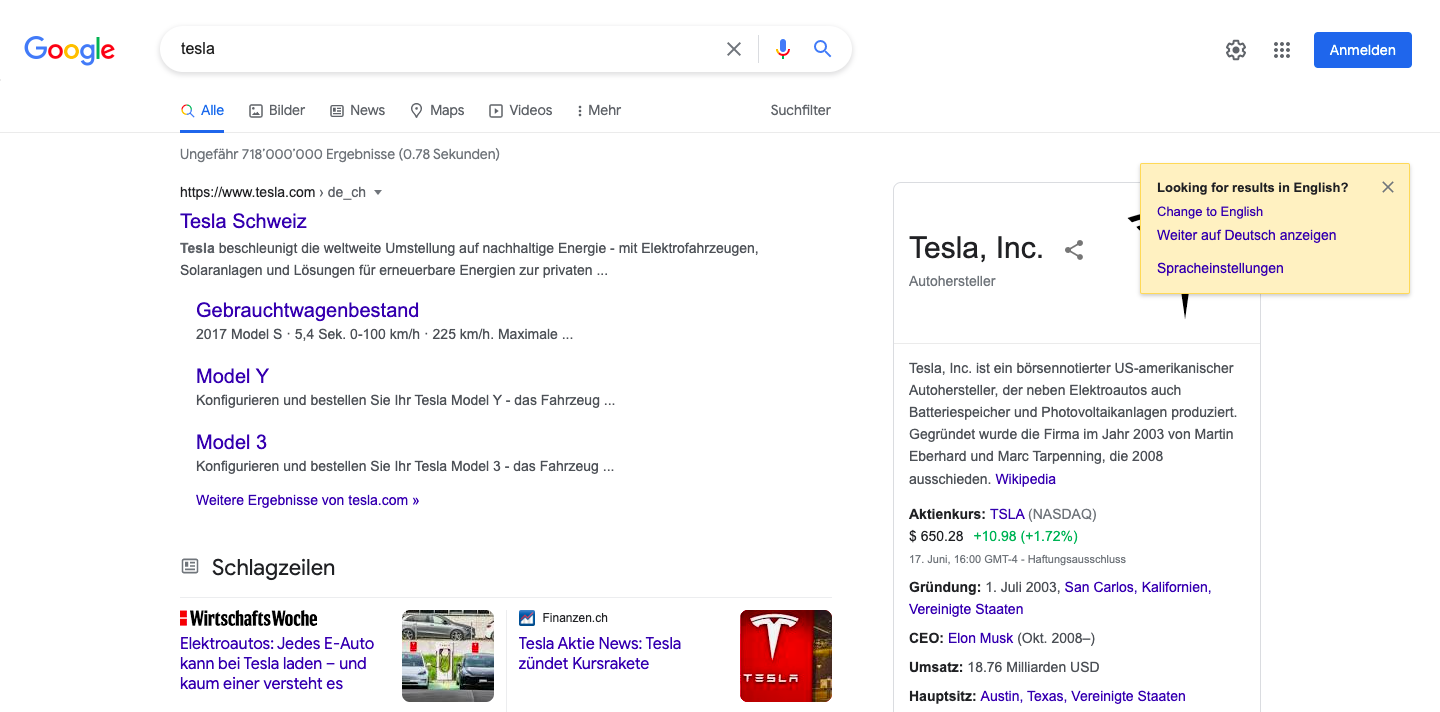 Google
tesla
Anmelden
Alle
Bilder
News
Maps
Videos
Mehr
Suchfilter
Ungefähr 718’000’000 Ergebnisse (0.78 Sekunden)
https://www.tesla.com › de_ch
Tesla Schweiz
Tesla beschleunigt die weltweite Umstellung auf nachhaltige Energie - mit Elektrofahrzeugen,
Solaranlagen und Lösungen für erneuerbare Energien zur privaten ...
Gebrauchtwagenbestand
2017 Model S · 5,4 Sek. 0-100 km/h · 225 km/h. Maximale ...
Model Y
Konfigurieren und bestellen Sie Ihr Tesla Model Y - das Fahrzeug ...
Model 3
Konfigurieren und bestellen Sie Ihr Tesla Model 3 - das Fahrzeug ...
Weitere Ergebnisse von tesla.com »
Schlagzeilen
WirtschaftsWoche
Elektroautos: Jedes E-Auto
kann bei Tesla laden – und
kaum einer versteht es
Finanzen.ch
Tesla Aktie News: Tesla
zündet Kursrakete
TESLA
Looking for results in English?
Change to English
Weiter auf Deutsch anzeigen
Spracheinstellungen
Tesla, Inc.
Autohersteller
Tesla, Inc. ist ein börsennotierter US-amerikanischer
Autohersteller, der neben Elektroautos auch
Batteriespeicher und Photovoltaikanlagen produziert.
Gegründet wurde die Firma im Jahr 2003 von Martin
Eberhard und Marc Tarpenning, die 2008
ausschieden. Wikipedia
Aktienkurs: TSLA (NASDAQ)
$ 650.28 +10.98 (+1.72%)
17. Juni, 16:00 GMT-4 - Haftungsausschluss
Gründung: 1. Juli 2003, San Carlos, Kalifornien,
Vereinigte Staaten
CEO: Elon Musk (Okt. 2008–)
Umsatz: 18.76 Milliarden USD
Hauptsitz: Austin, Texas, Vereinigte Staaten